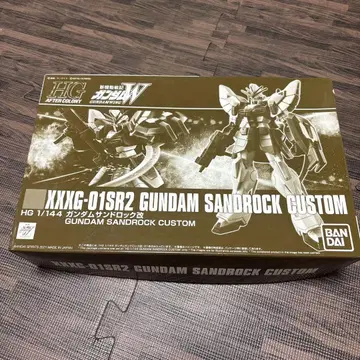 HG
AFTER COLONY
新機動戦記
ガンダムW
GUNDAM WING
XXXG-01SR2 GUNDAM SANDROCK CUSTOM
HG 1/144 ガンダムサンドロック改
GUNDAM SANDROCK CUSTOM
BAN
DAI
XXXG-01SR2 GUNDAM SANDROCK CUSTOM